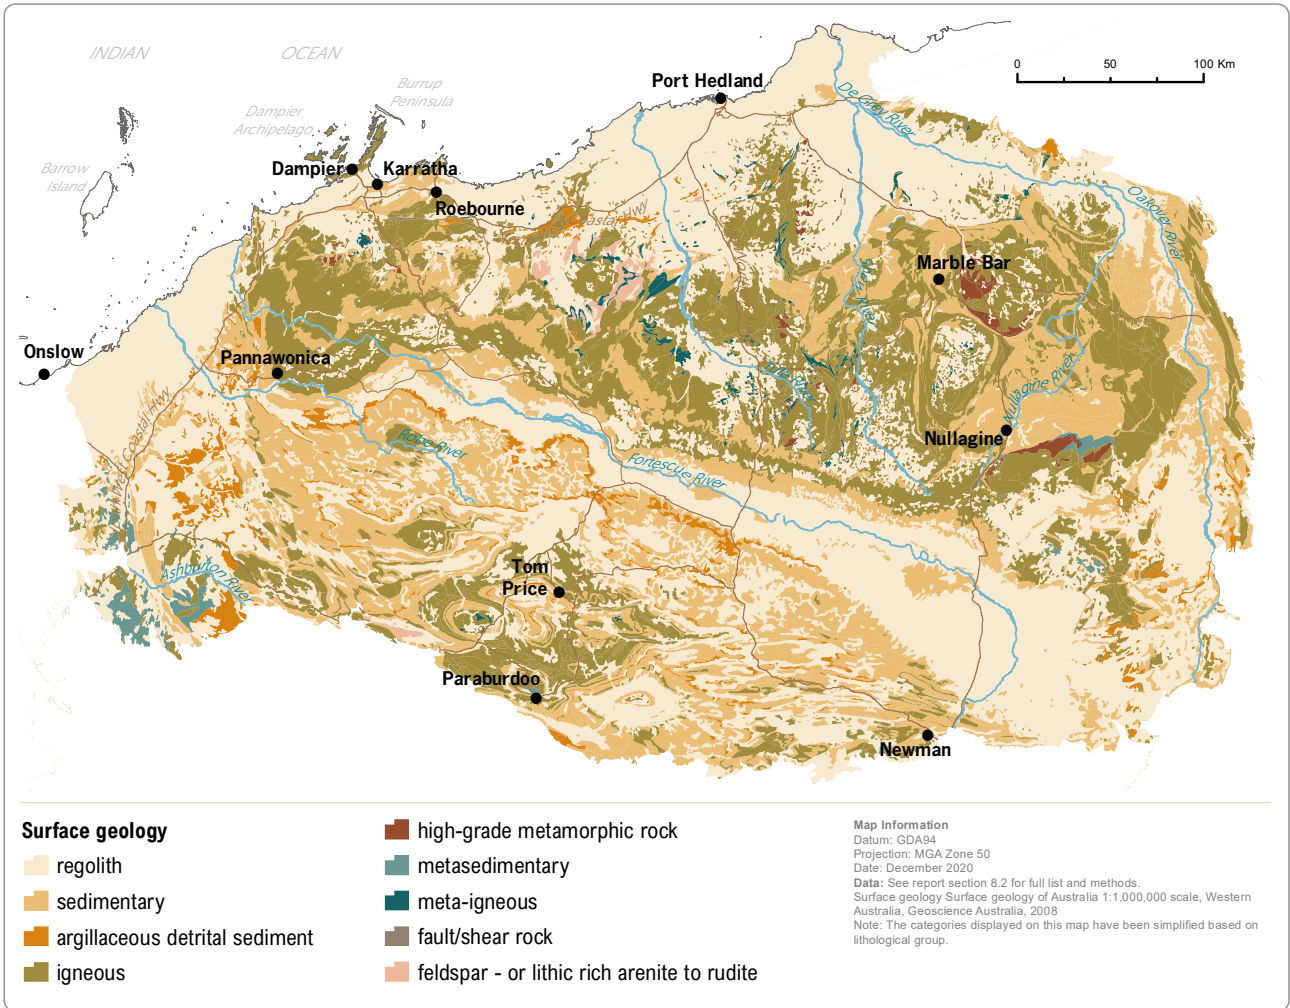 INDIAN
OCEAN
Burrup
Peninsula
Dampier
Archipelago
Barrow
Island
Port Hedland
0 50 100 Km
De Grey River
Dampier
Karratha
Roebourne
Oakover River
Marble Bar
Onslow
Pannawonica
Nullagine River
Nullagine
Robe River
Fortescue River
Ashburton River
Tom
Price
Paraburdoo
Newman
Surface geology
regolith
sedimentary
argillaceous detrital sediment
igneous
high-grade metamorphic rock
metasedimentary
meta-igneous
fault/shear rock
feldspar - or lithic rich arenite to rudite
Map Information
Datum: GDA94
Projection: MGA Zone 50
Date: December 2020
Data: See report section 8.2 for full list and methods.
Surface geology Surface geology of Australia 1:1,000,000 scale, Western
Australia, Geoscience Australia, 2008
Note: The categories displayed on this map have been simplified based on
lithological group.